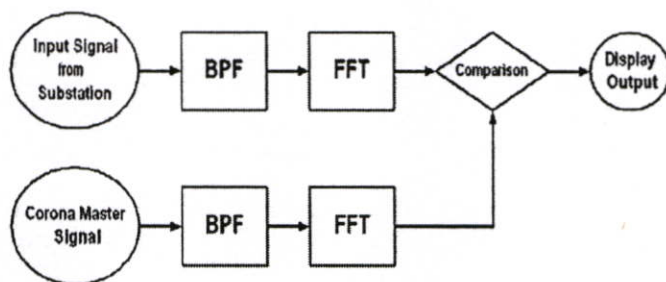 Input Signal
from
Substation
BPF
FFT
Comparison
Display
Output
Corona Master
Signal
BPF
FFT